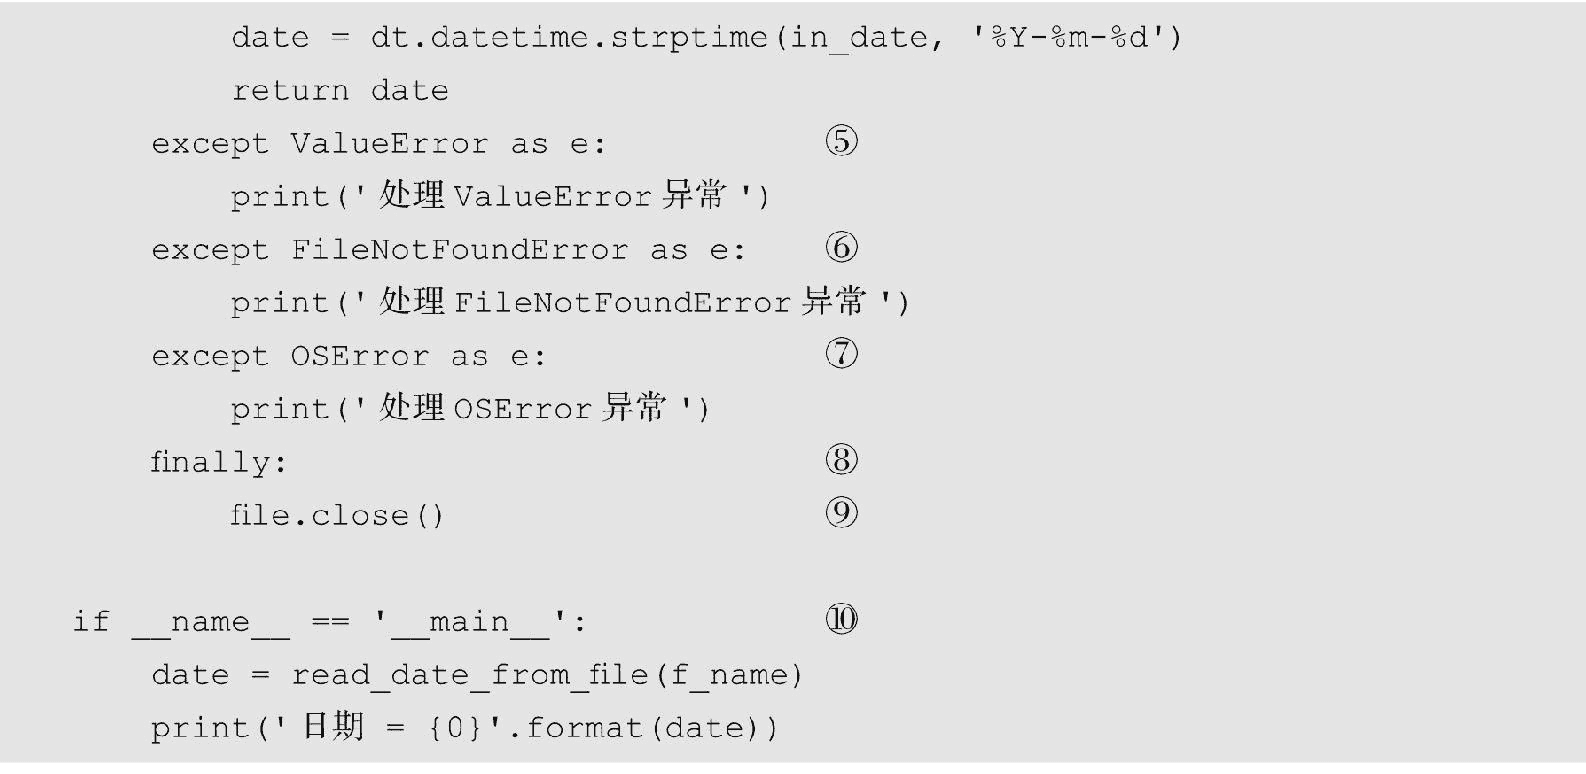 date = dt.datetime.strptime(in_date, '%Y-%m-%d')
return date
except ValueError as e: ⑤
print('处理ValueError异常')
except FileNotFoundError as e: ⑥
print('处理FileNotFoundError异常')
except OSError as e: ⑦
print('处理OSError异常')
finally: ⑧
file.close() ⑨
if __name__ == '__main__': ⑩
date = read_date_from_file(f_name)
print('日期 = {0}'.format(date))